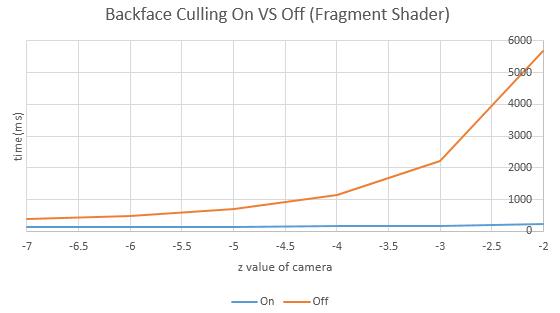 Backface Culling On VS Off (Fragment Shader)
6000
5000
4000
3000
2000
1000
0
time(ms)
-7 -6.5 -6 -5.5 -5 -4.5 -4 -3.5 -3 -2.5 -2
z value of camera
On Off